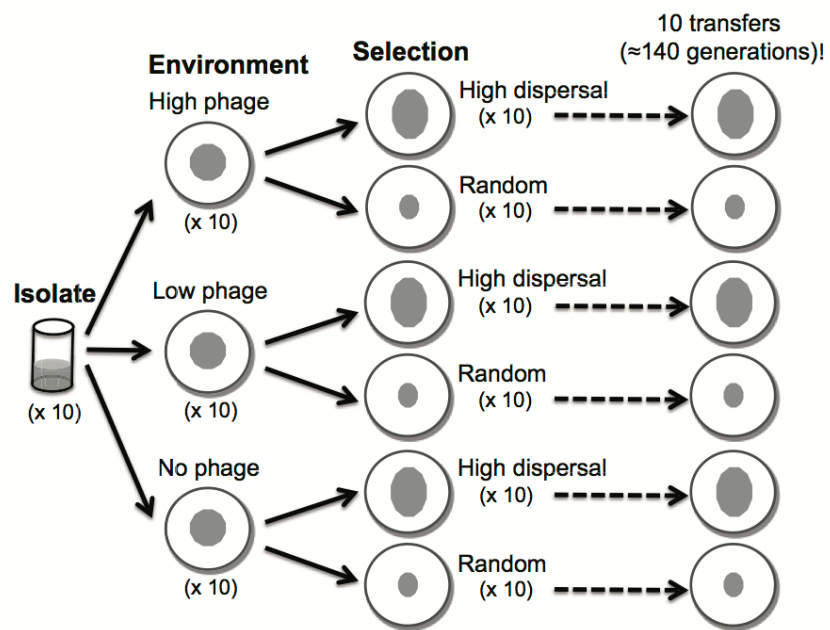 10 transfers
(≈140 generations)!
Environment
Selection
High phage
(x 10)
High dispersal
(x 10)
Random
(x 10)
Isolate
(x 10)
Low phage
(x 10)
High dispersal
(x 10)
Random
(x 10)
No phage
(x 10)
High dispersal
(x 10)
Random
(x 10)